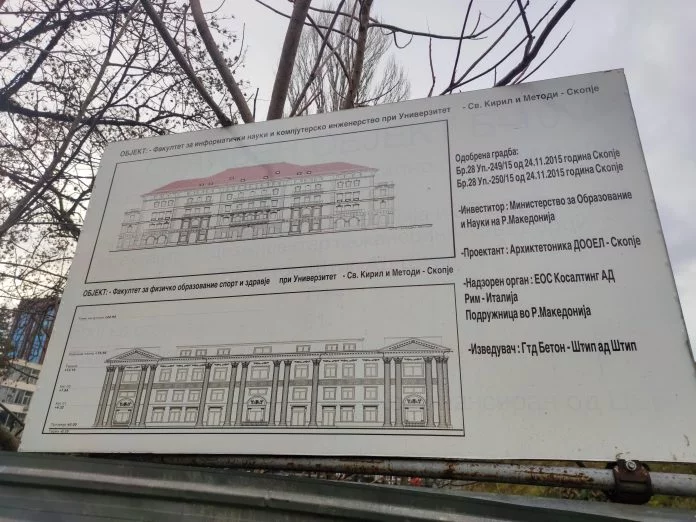 ОБЈЕКТ: - Факултет за информатички науки и компјутерско инженерство при Универзитет - Св. Кирил и Методи - Скопје
Одобрена градба:
Бр.28 Уп.-249/15 од 24.11.2015 година Скопје
Бр.28 Уп.-250/15 од 24.11.2015 година Скопје
-Инвеститор : Министерство за Образование
и Науки на Р.Македонија
-Проектант : Архиктетоника ДООЕЛ - Скопје
-Надзорен орган : ЕОС Косалтинг АД
Рим - Италија
Подружница во Р.Македонија
-Изведувач : Гтд Бетон - Штип ад Штип
ОБЈЕКТ: - Факултет за физичко образование спорт и здравје при Универзитет - Св. Кирил и Методи - Скопје